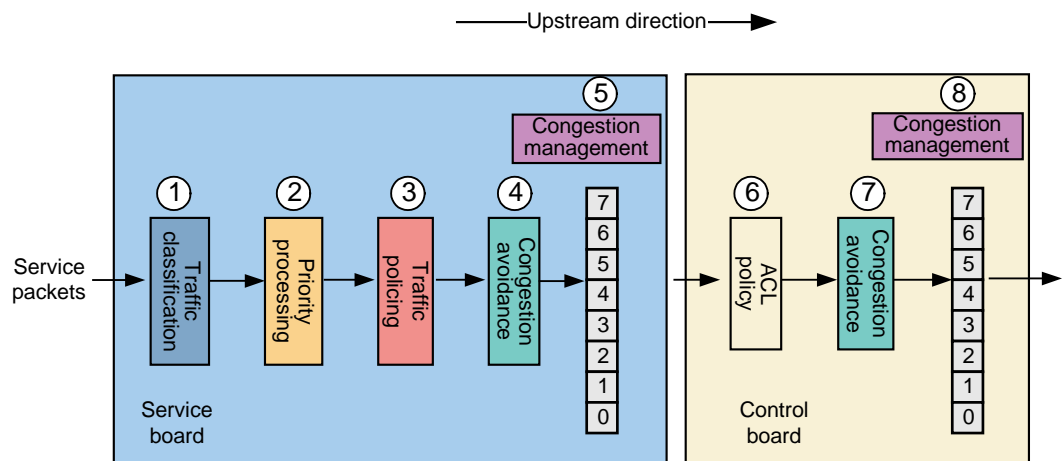 Upstream direction
5
Congestion
management
8
Congestion
management
1
2
3
4
6
7
Service
packets
Traffic
classification
Priority
processing
Traffic
policing
Congestion
avoidance
7
6
5
4
3
2
1
0
ACL
policy
Congestion
avoidance
7
6
5
4
3
2
1
0
Service
board
Control
board